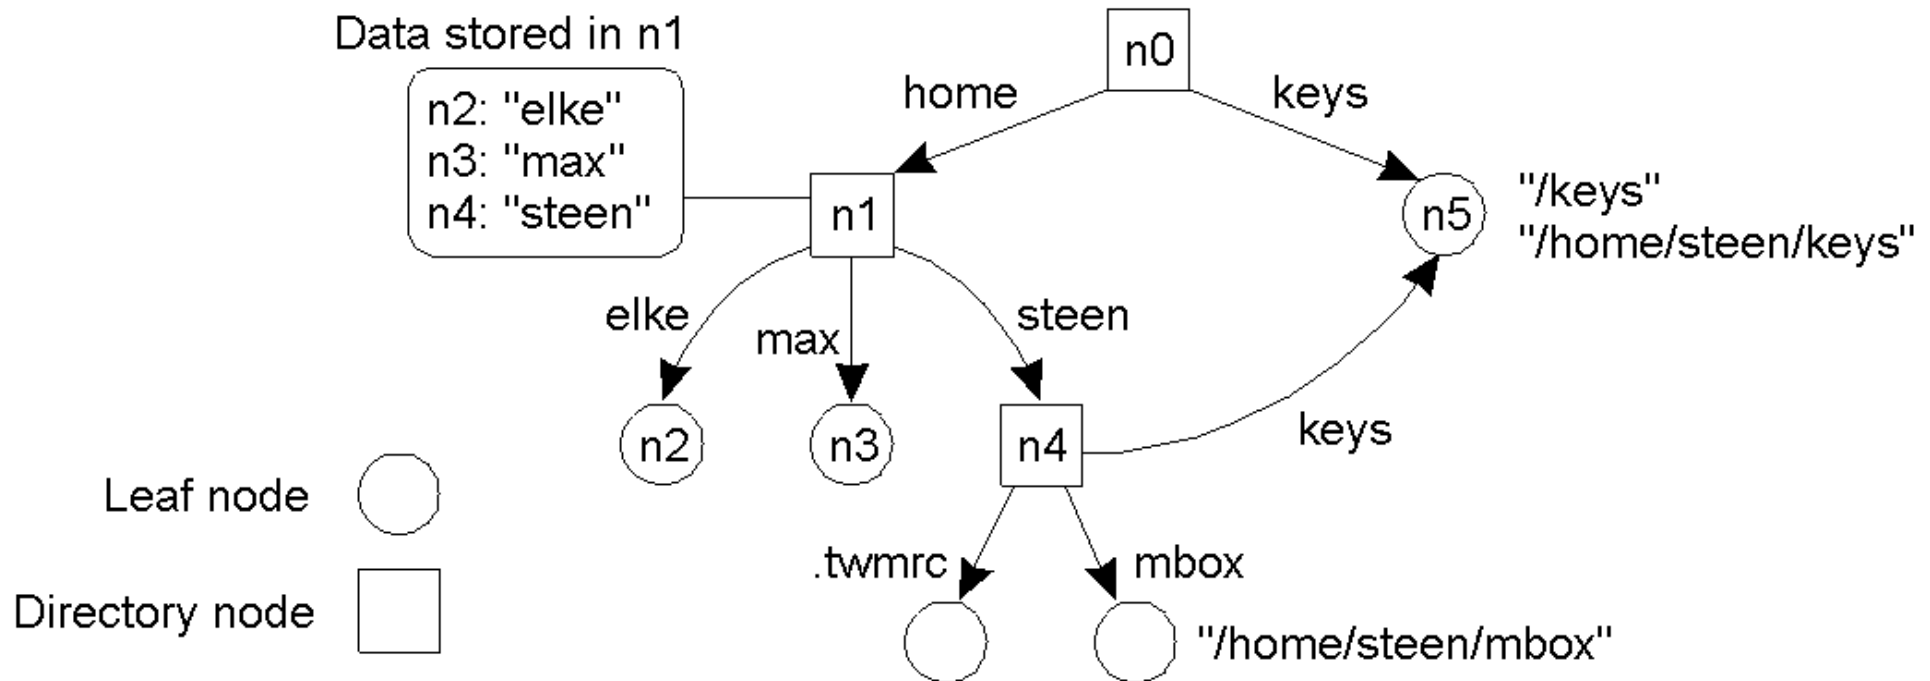 Data stored in n1
n0
n2: "elke"
n3: "max"
n4: "steen"
home
keys
n1
n5
"/keys"
"/home/steen/keys"
elke
max
steen
n2
n3
n4
keys
Leaf node
.twmrc
mbox
Directory node
"/home/steen/mbox"